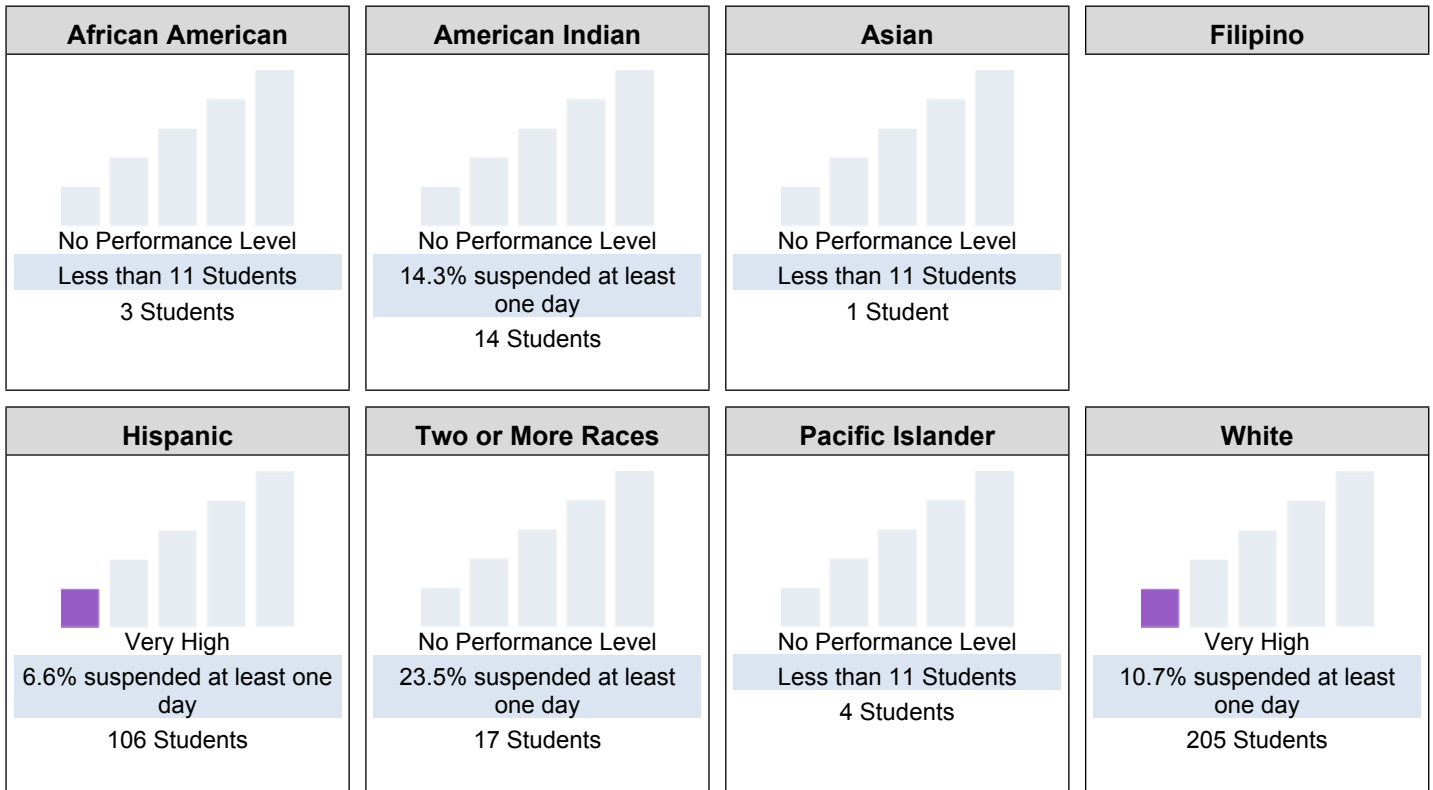 African American
No Performance Level
Less than 11 Students
3 Students
American Indian
No Performance Level
14.3% suspended at least
one day
14 Students
Asian
No Performance Level
Less than 11 Students
1 Student
Filipino
Hispanic
Very High
6.6% suspended at least one
day
106 Students
Two or More Races
No Performance Level
23.5% suspended at least
one day
17 Students
Pacific Islander
No Performance Level
Less than 11 Students
4 Students
White
Very High
10.7% suspended at least
one day
205 Students